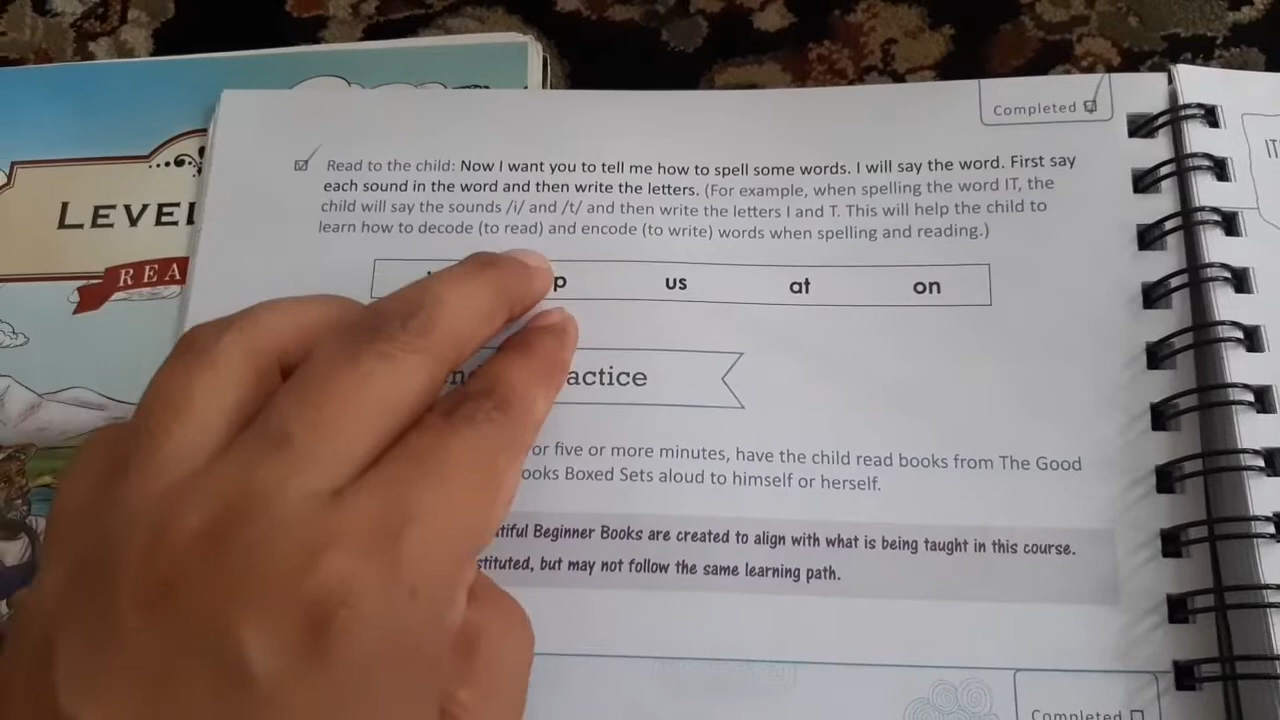 Completed
Read to the child: Now I want you to tell me how to spell some words. I will say the word. First say
each sound in the word and then write the letters. (For example, when spelling the word IT, the
child will say the sounds /i/ and /t/ and then write the letters I and T. This will help the child to
learn how to decode (to read) and encode (to write) words when spelling and reading.)
us at on
or five or more minutes, have the child read books from The Good
Boxed Sets aloud to himself or herself.
Beginner Books are created to align with what is being taught in this course.
but may not follow the same learning path.
Completed
LEVEL
REA